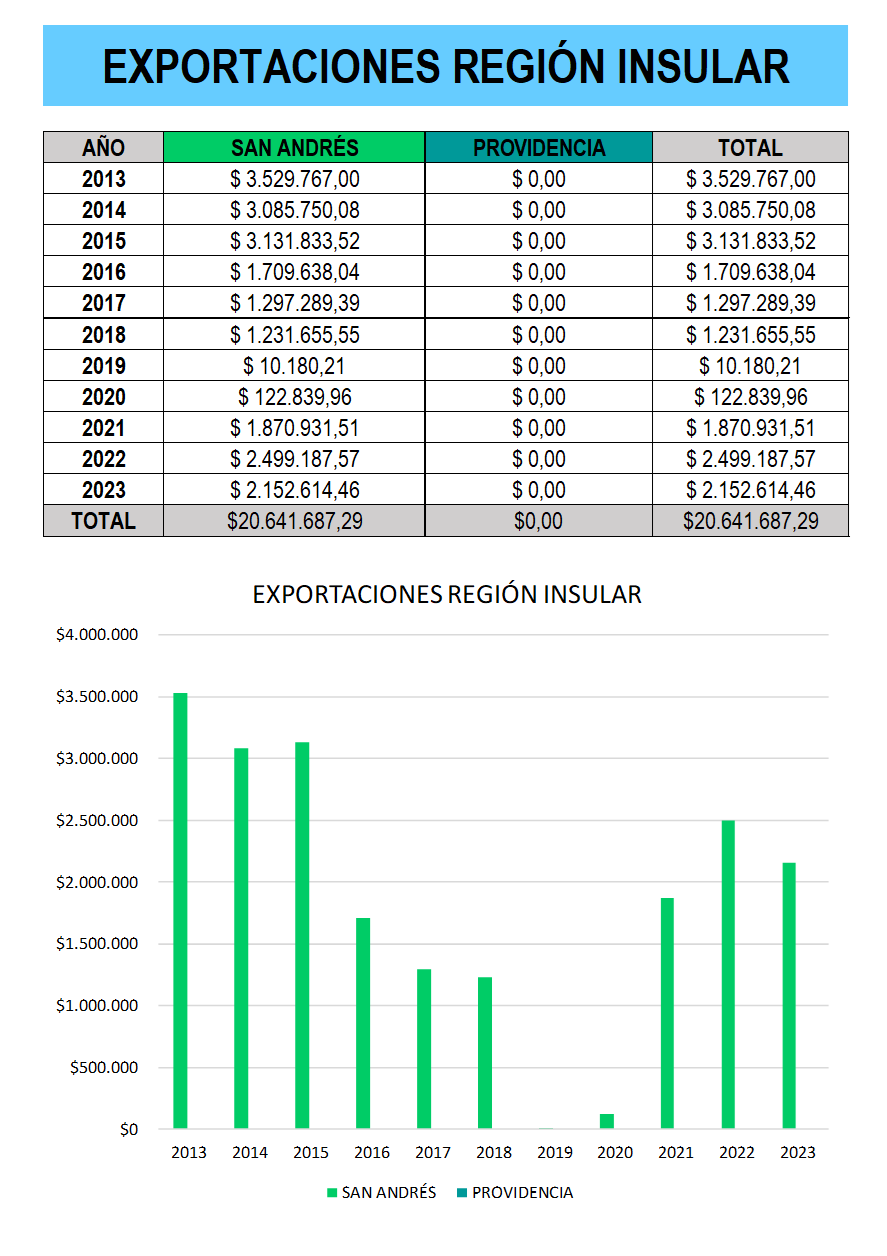 EXPORTACIONES REGIÓN INSULAR
AÑO SAN ANDRÉS PROVIDENCIA TOTAL
2013 $ 3.529.767,00 $ 0,00 $ 3.529.767,00
2014 $ 3.085.750,08 $ 0,00 $ 3.085.750,08
2015 $ 3.131.833,52 $ 0,00 $ 3.131.833,52
2016 $ 1.709.638,04 $ 0,00 $ 1.709.638,04
2017 $ 1.297.289,39 $ 0,00 $ 1.297.289,39
2018 $ 1.231.655,55 $ 0,00 $ 1.231.655,55
2019 $ 10.180,21 $ 0,00 $ 10.180,21
2020 $ 122.839,96 $ 0,00 $ 122.839,96
2021 $ 1.870.931,51 $ 0,00 $ 1.870.931,51
2022 $ 2.499.187,57 $ 0,00 $ 2.499.187,57
2023 $ 2.152.614,46 $ 0,00 $ 2.152.614,46
TOTAL $20.641.687,29 $0,00 $20.641.687,29
EXPORTACIONES REGIÓN INSULAR
$4.000.000
$3.500.000
$3.000.000
$2.500.000
$2.000.000
$1.500.000
$1.000.000
$500.000
$0
2013 2014 2015 2016 2017 2018 2019 2020 2021 2022 2023
SAN ANDRÉS PROVIDENCIA